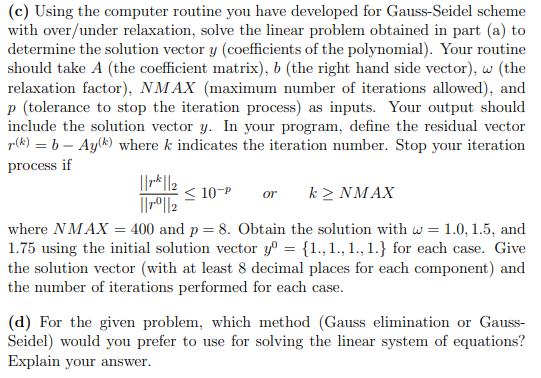 (c) Using the computer routine you have developed for Gauss-Seidel scheme
with over/under relaxation, solve the linear problem obtained in part (a) to
determine the solution vector y (coefficients of the polynomial). Your routine
should take A (the coefficient matrix), b (the right hand side vector), ω (the
relaxation factor), NMAX (maximum number of iterations allowed), and
p (tolerance to stop the iteration process) as inputs. Your output should
include the solution vector y. In your program, define the residual vector
r^(k) = b − Ay^(k) where k indicates the iteration number. Stop your iteration
process if
||r^k||_2 / ||r^0||_2 ≤ 10^−p or k ≥ NMAX
where NMAX = 400 and p = 8. Obtain the solution with ω = 1.0, 1.5, and
1.75 using the initial solution vector y^0 = {1., 1., 1., 1.} for each case. Give
the solution vector (with at least 8 decimal places for each component) and
the number of iterations performed for each case.
(d) For the given problem, which method (Gauss elimination or Gauss-
Seidel) would you prefer to use for solving the linear system of equations?
Explain your answer.